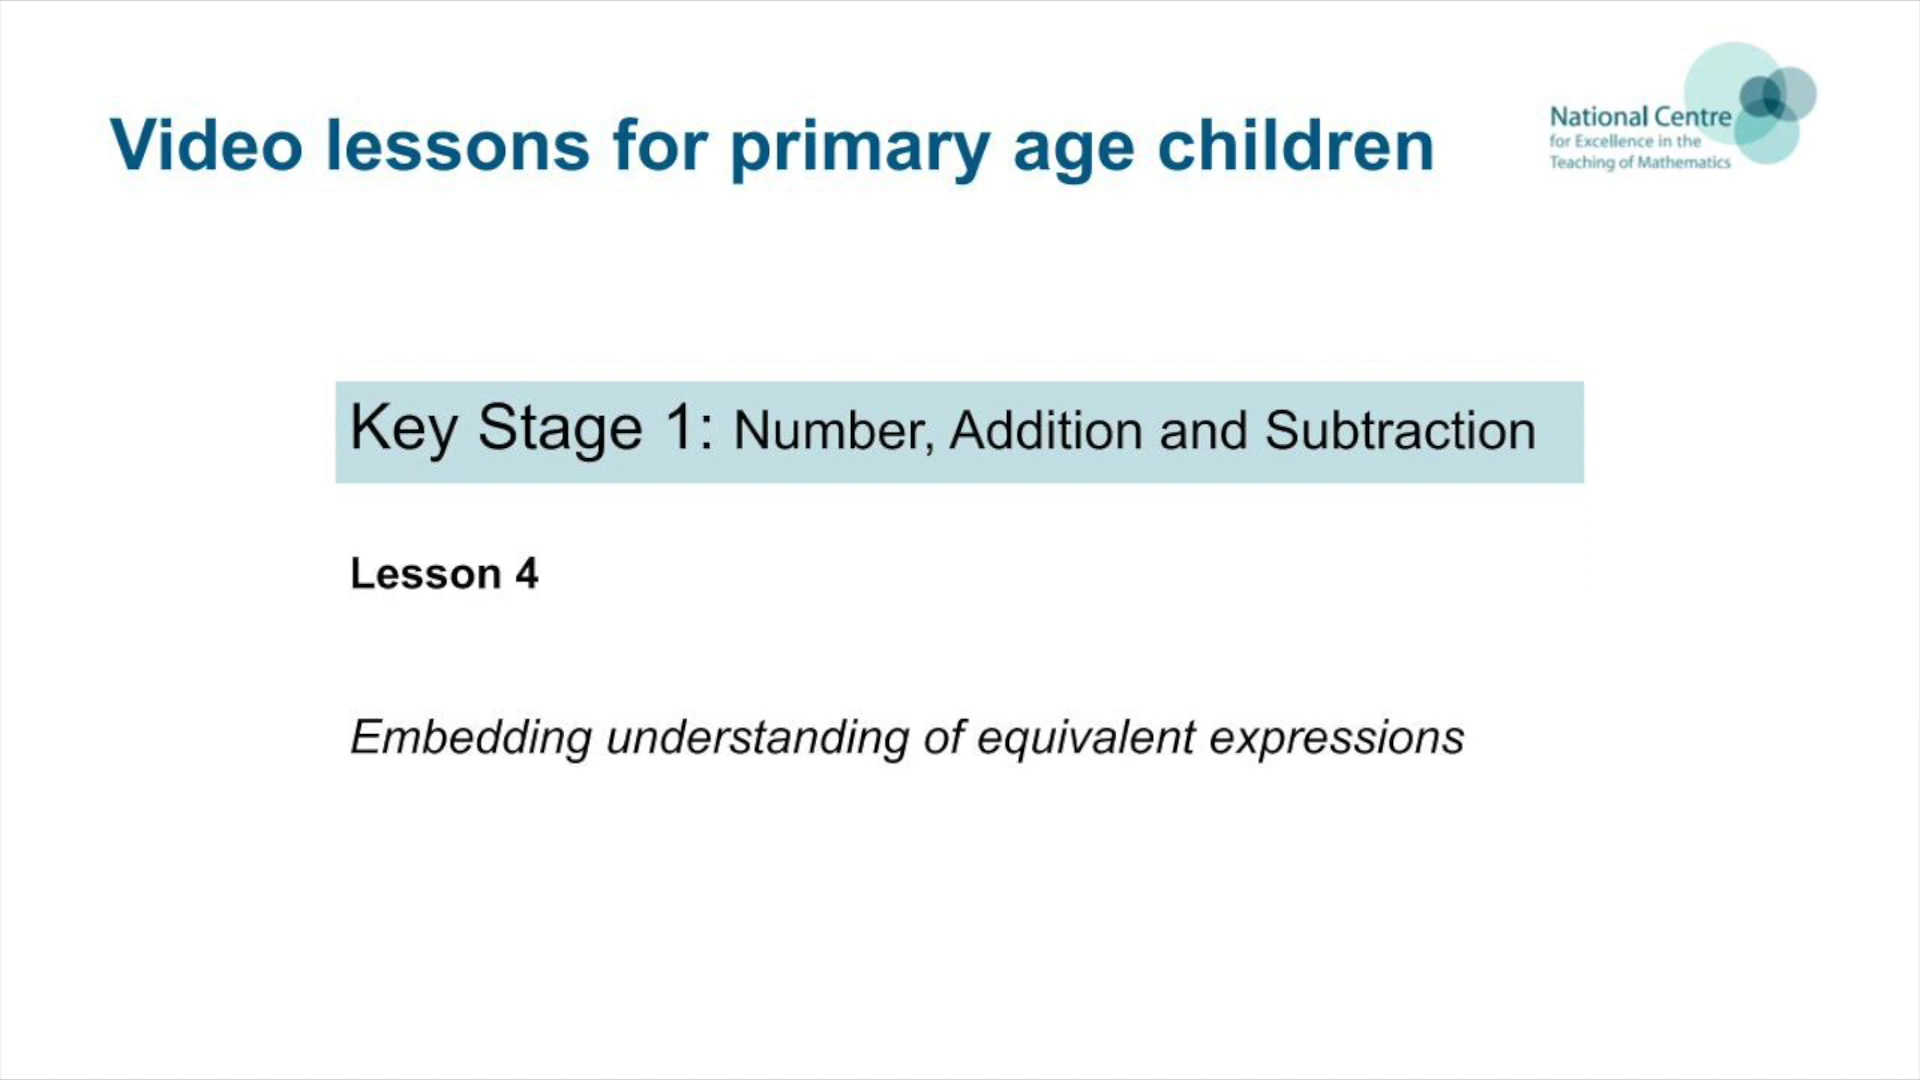 Video lessons for primary age children
National Centre
for Excellence in the
Teaching of Mathematics
Key Stage 1: Number, Addition and Subtraction
Lesson 4
Embedding understanding of equivalent expressions